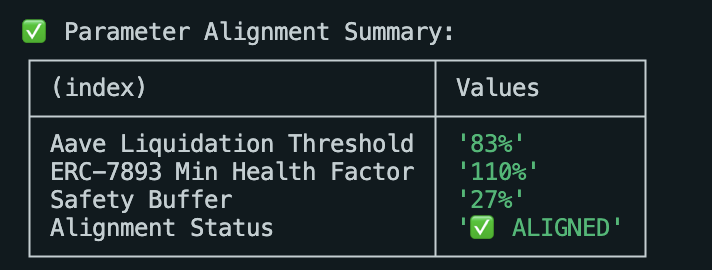 ✅ Parameter Alignment Summary:
(index) Values
Aave Liquidation Threshold '83%'
ERC-7893 Min Health Factor '110%'
Safety Buffer '27%'
Alignment Status '✅ ALIGNED'